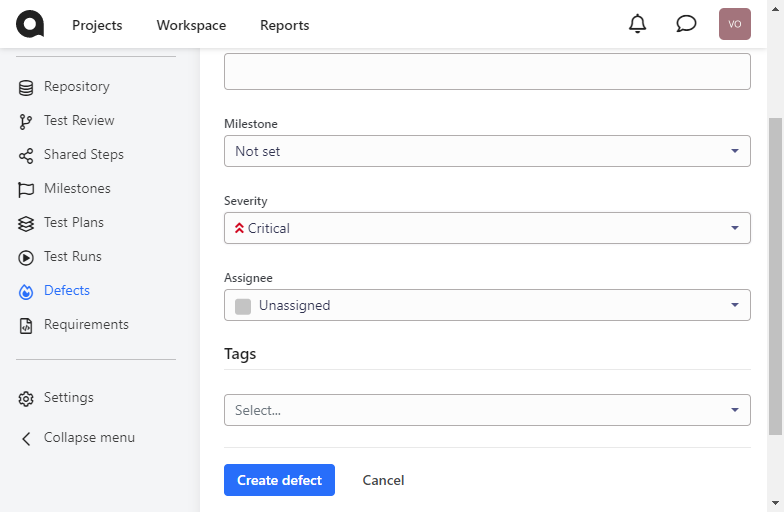 Projects
Workspace
Reports
VO
Repository
Test Review
Shared Steps
Milestones
Test Plans
Test Runs
Defects
Requirements
Settings
Collapse menu
Milestone
Not set
Severity
Critical
Assignee
Unassigned
Tags
Select...
Create defect
Cancel